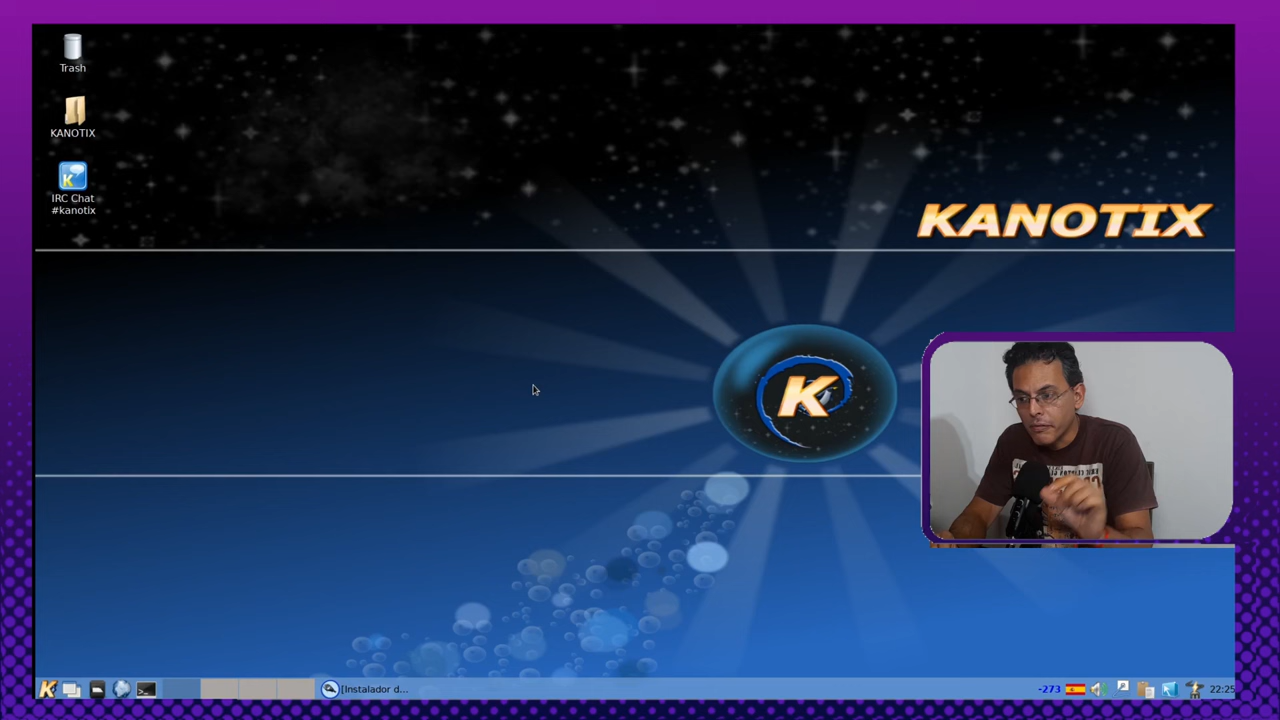 Trash
KANOTIX
IRC Chat
#kanotix
KANOTIX
K
[Instalador d...
-273
22:25